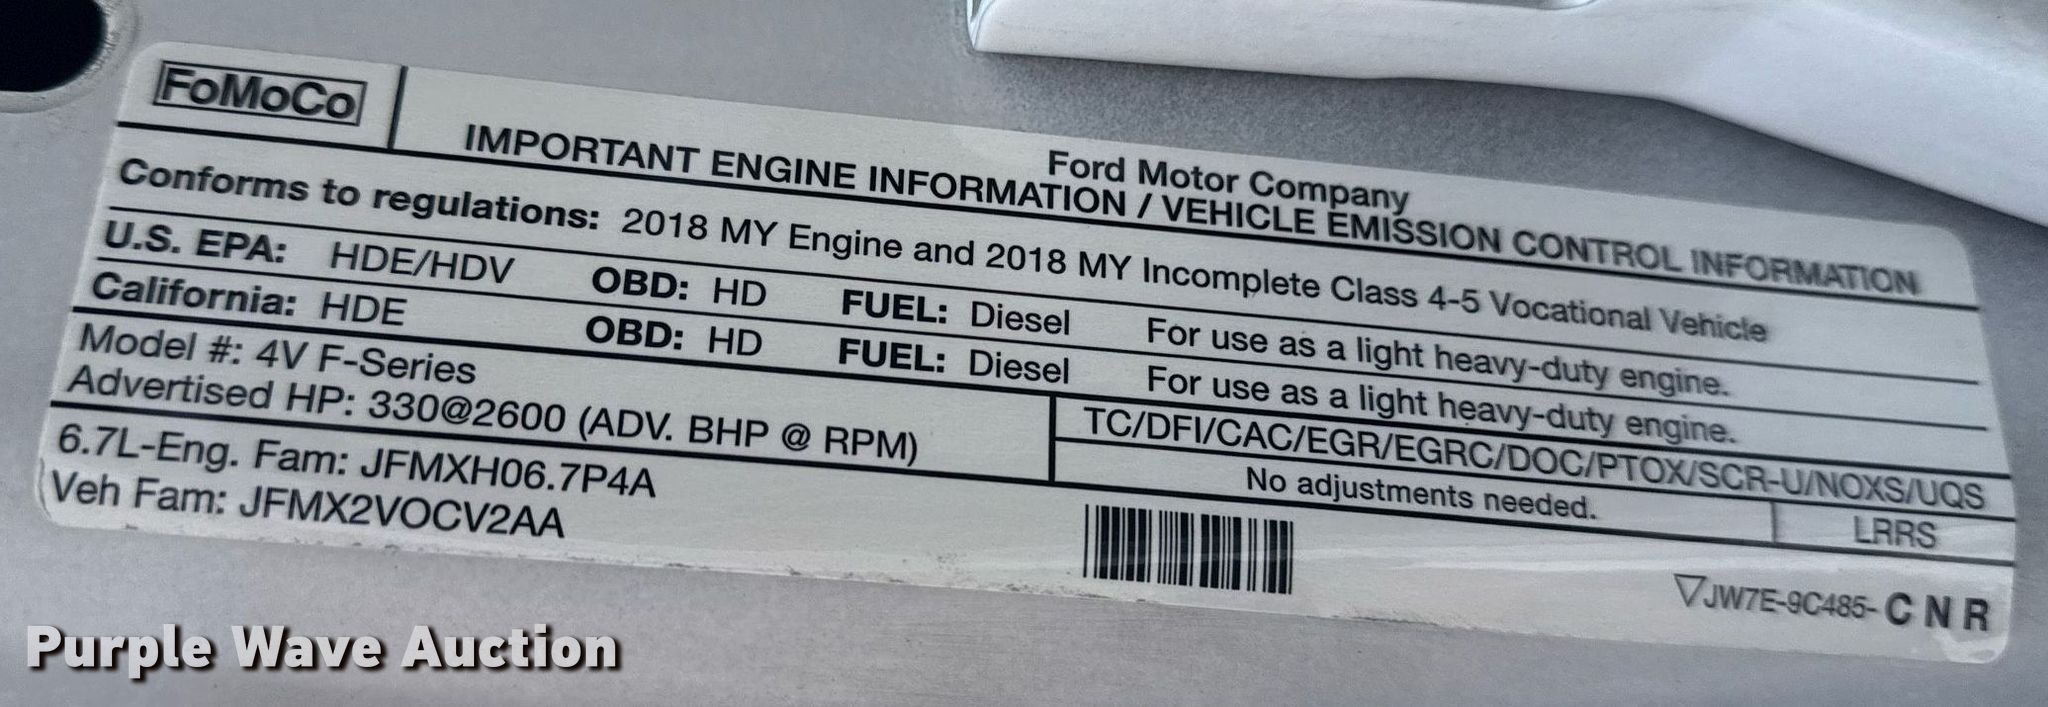 FoMoCo
Ford Motor Company
IMPORTANT ENGINE INFORMATION / VEHICLE EMISSION CONTROL INFORMATION
Conforms to regulations: 2018 MY Engine and 2018 MY Incomplete Class 4-5 Vocational Vehicle
U.S. EPA: HDE/HDV OBD: HD FUEL: Diesel For use as a light heavy-duty engine.
California: HDE OBD: HD FUEL: Diesel For use as a light heavy-duty engine.
Model #: 4V F-Series
Advertised HP: 330@2600 (ADV. BHP @ RPM)
TC/DFI/CAC/EGR/EGRC/DOC/PTOX/SCR-U/NOXS/UQS
No adjustments needed.
LRRS
6.7L-Eng. Fam: JFMXH06.7P4A
Veh Fam: JFMX2VOCV2AA
▽JW7E-9C485-C N R
Purple Wave Auction